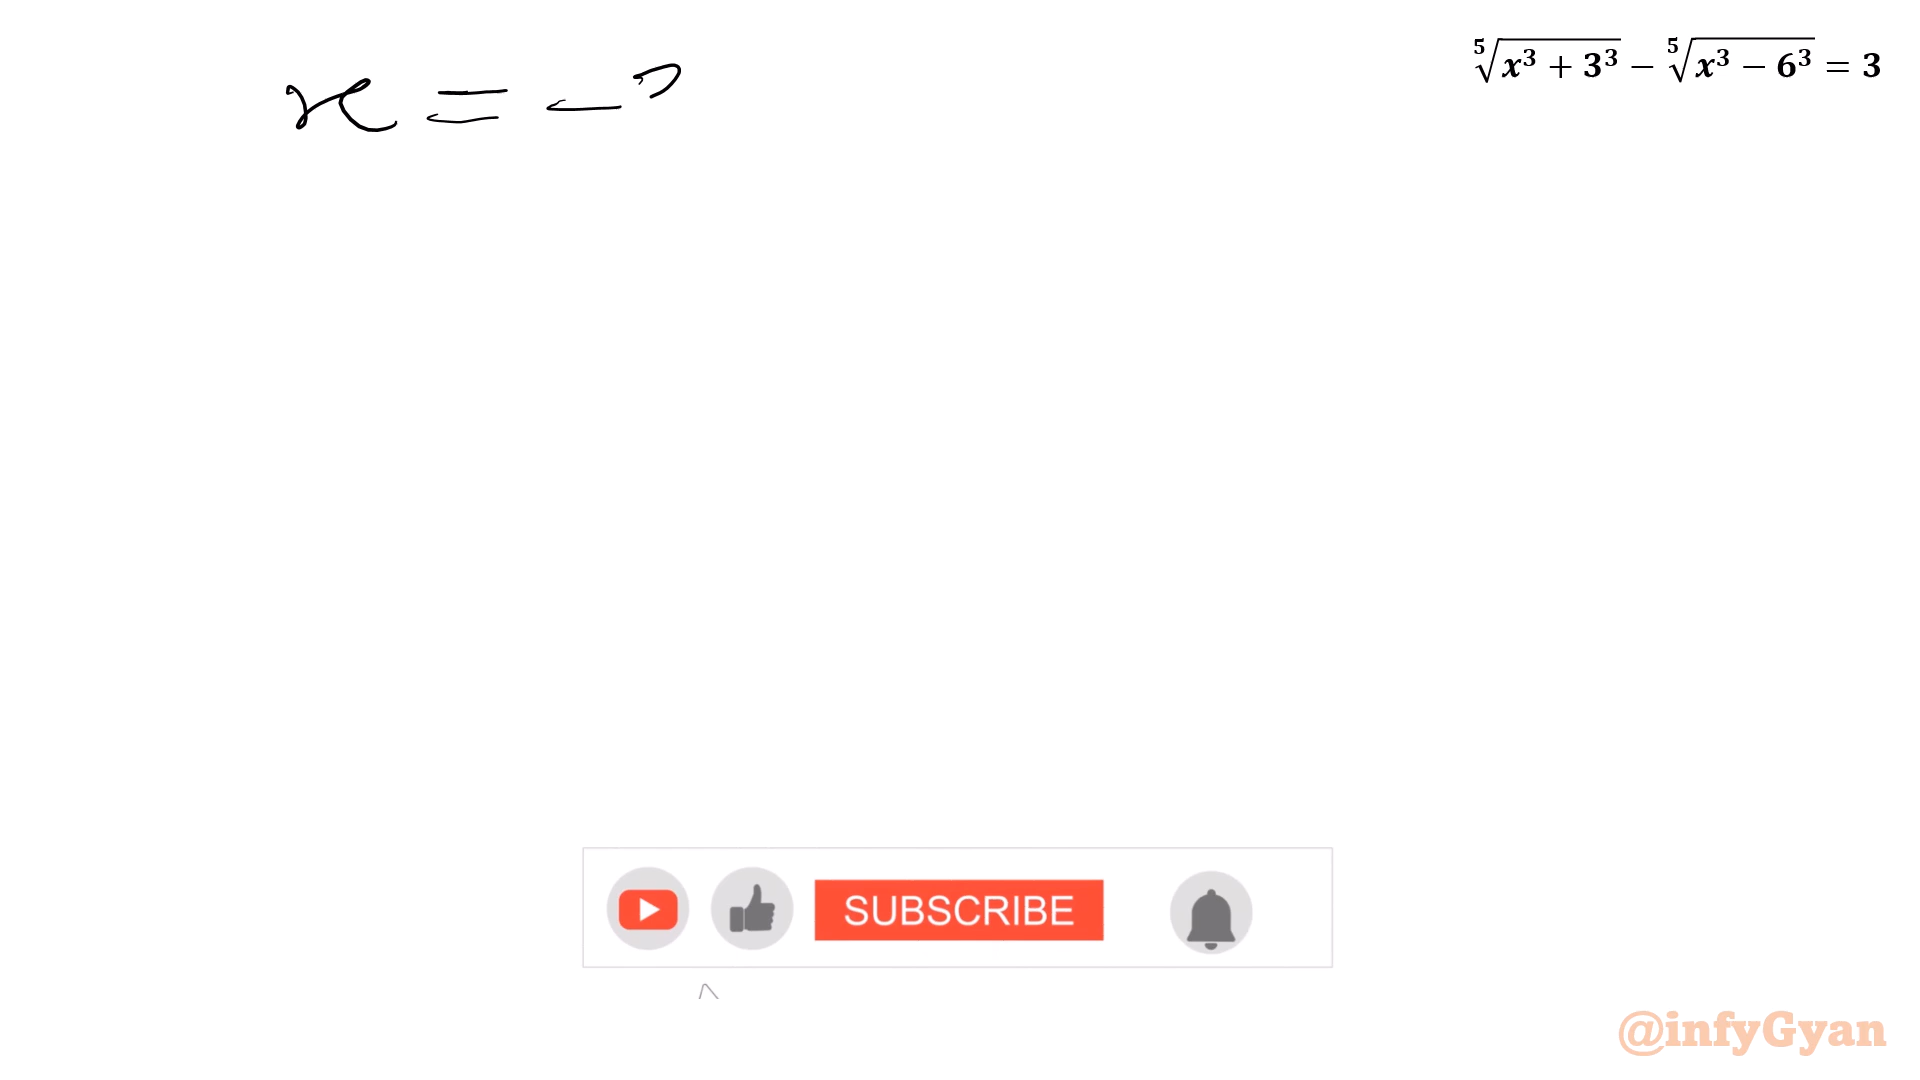 x = -
⁵√(x³ + 3³) − ⁵√(x³ − 6³) = 3
SUBSCRIBE
@infyGyan